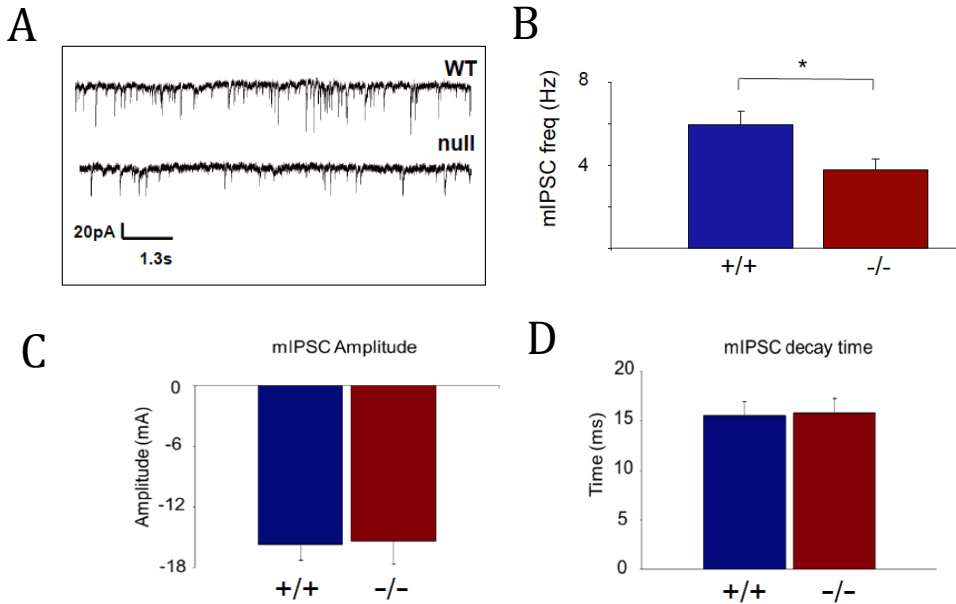 A
WT
null
20pA
1.3s
B
mIPSC freq (Hz)
8
4
*
+/+
-/-
C
mIPSC Amplitude
Amplitude (mA)
0
-6
-12
-18
+/+
-/-
D
mIPSC decay time
Time (ms)
20
15
10
5
0
+/+
-/-